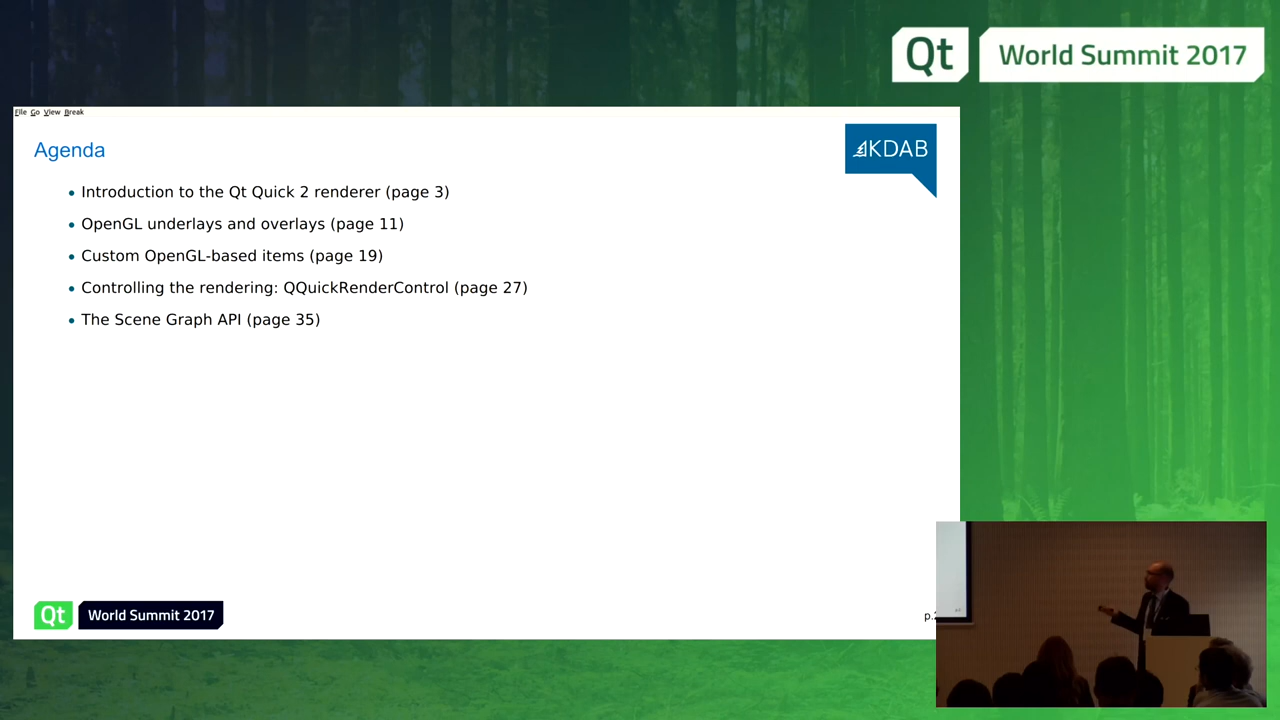 Qt World Summit 2017
File Go View Break
Agenda
KDAB
• Introduction to the Qt Quick 2 renderer (page 3)
• OpenGL underlays and overlays (page 11)
• Custom OpenGL-based items (page 19)
• Controlling the rendering: QQuickRenderControl (page 27)
• The Scene Graph API (page 35)
Qt World Summit 2017